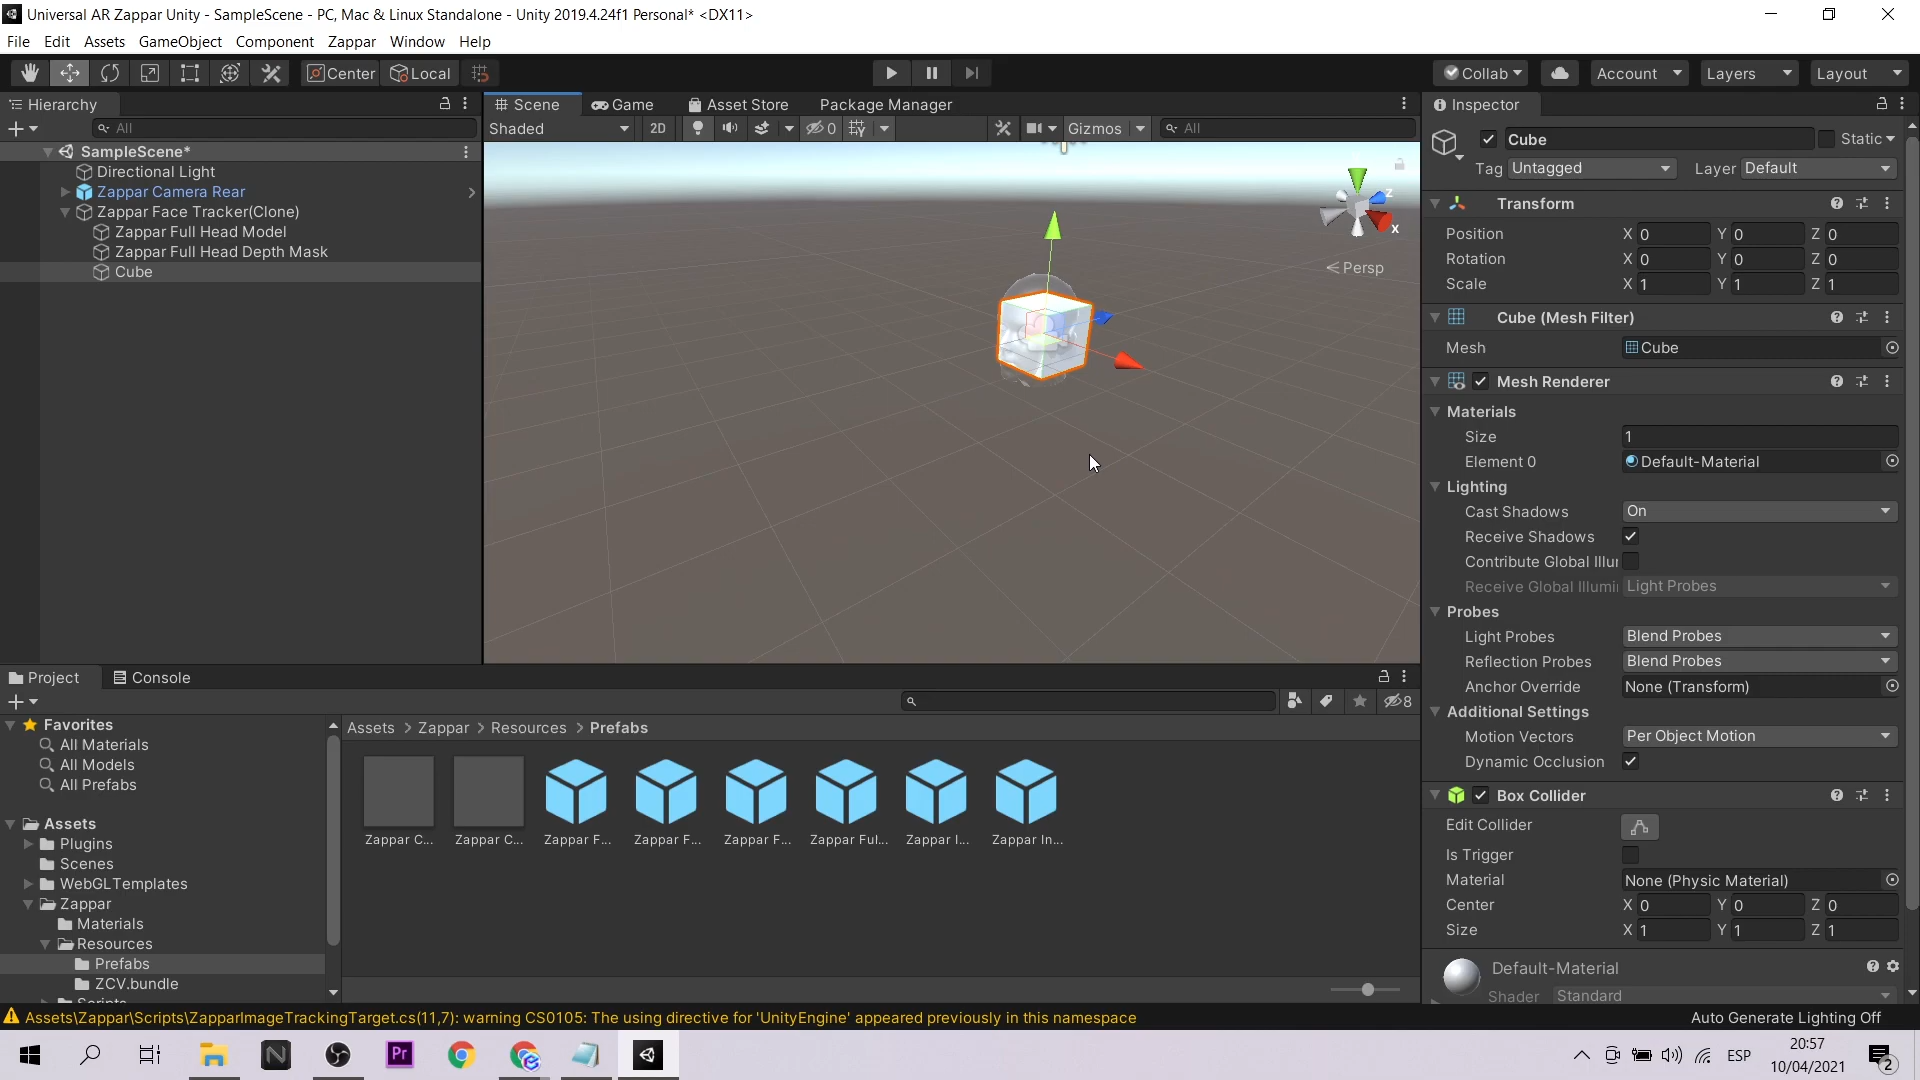 Universal AR Zappar Unity - SampleScene - PC, Mac & Linux Standalone - Unity 2019.4.24f1 Personal* <DX11>
File Edit Assets GameObject Component Zappar Window Help
Center Local Collab Account Layers Layout
Hierarchy
All
SampleScene*
Directional Light
Zappar Camera Rear
Zappar Face Tracker(Clone)
Zappar Full Head Model
Zappar Full Head Depth Mask
Cube
Scene Game Asset Store Package Manager
Shaded 2D 0 Gizmos All
z
x
Persp
Inspector
Cube Static
Tag Untagged Layer Default
Transform
Position X 0 Y 0 Z 0
Rotation X 0 Y 0 Z 0
Scale X 1 Y 1 Z 1
Cube (Mesh Filter)
Mesh Cube
Mesh Renderer
Materials
Size 1
Element 0 Default-Material
Lighting
Cast Shadows On
Receive Shadows
Contribute Global Illur
Receive Global Illumi Light Probes
Probes
Light Probes Blend Probes
Reflection Probes Blend Probes
Anchor Override None (Transform)
Additional Settings
Motion Vectors Per Object Motion
Dynamic Occlusion
Box Collider
Edit Collider
Is Trigger
Material None (Physic Material)
Center X 0 Y 0 Z 0
Size X 1 Y 1 Z 1
Default-Material
Shader Standard
Project Console
8
Favorites
All Materials
All Models
All Prefabs
Assets
Plugins
Scenes
WebGLTemplates
Zappar
Materials
Resources
Prefabs
ZCV.bundle
Scripts
Assets > Zappar > Resources > Prefabs
Zappar C... Zappar C... Zappar F... Zappar F... Zappar F... Zappar Ful... Zappar I... Zappar In...
Assets\Zappar\Scripts\ZapparImageTrackingTarget.cs(11,7): warning CS0105: The using directive for 'UnityEngine' appeared previously in this namespace
Auto Generate Lighting Off
N Pr ESP
20:57
10/04/2021
2